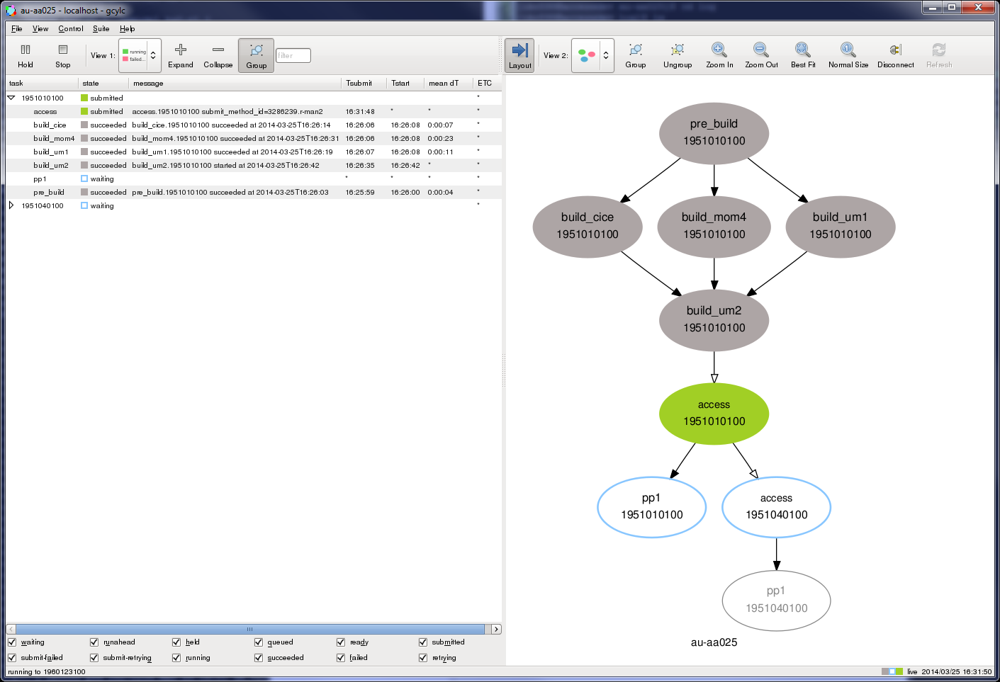 au-aa025 - localhost - gcylc
File View Control Suite Help
Hold Stop View 1: running failed... Expand Collapse Group filter
Layout View 2: Group Ungroup Zoom In Zoom Out Best Fit Normal Size Disconnect Refresh
task state message Tsubmit Tstart mean dT ETC
1951010100 submitted *
access submitted access.1951010100 submit_method_id=3286239.r-man2 16:31:48 * * *
build_cice succeeded build_cice.1951010100 succeeded at 2014-03-25T16:26:14 16:26:06 16:26:08 0:00:07 *
build_mom4 succeeded build_mom4.1951010100 succeeded at 2014-03-25T16:26:31 16:26:06 16:26:08 0:00:23 *
build_um1 succeeded build_um1.1951010100 succeeded at 2014-03-25T16:26:19 16:26:07 16:26:08 0:00:11 *
build_um2 succeeded build_um2.1951010100 started at 2014-03-25T16:26:42 16:26:35 16:26:42 * *
pp1 waiting * * * *
pre_build succeeded pre_build.1951010100 succeeded at 2014-03-25T16:26:03 16:25:59 16:26:00 0:00:04 *
1951040100 waiting *
waiting runahead held queued ready submitted
submit-failed submit-retrying running succeeded failed retrying
running to 1960123100
pre_build
1951010100
build_cice
1951010100
build_mom4
1951010100
build_um1
1951010100
build_um2
1951010100
access
1951010100
pp1
1951010100
access
1951040100
pp1
1951040100
au-aa025
live 2014/03/25 16:31:50